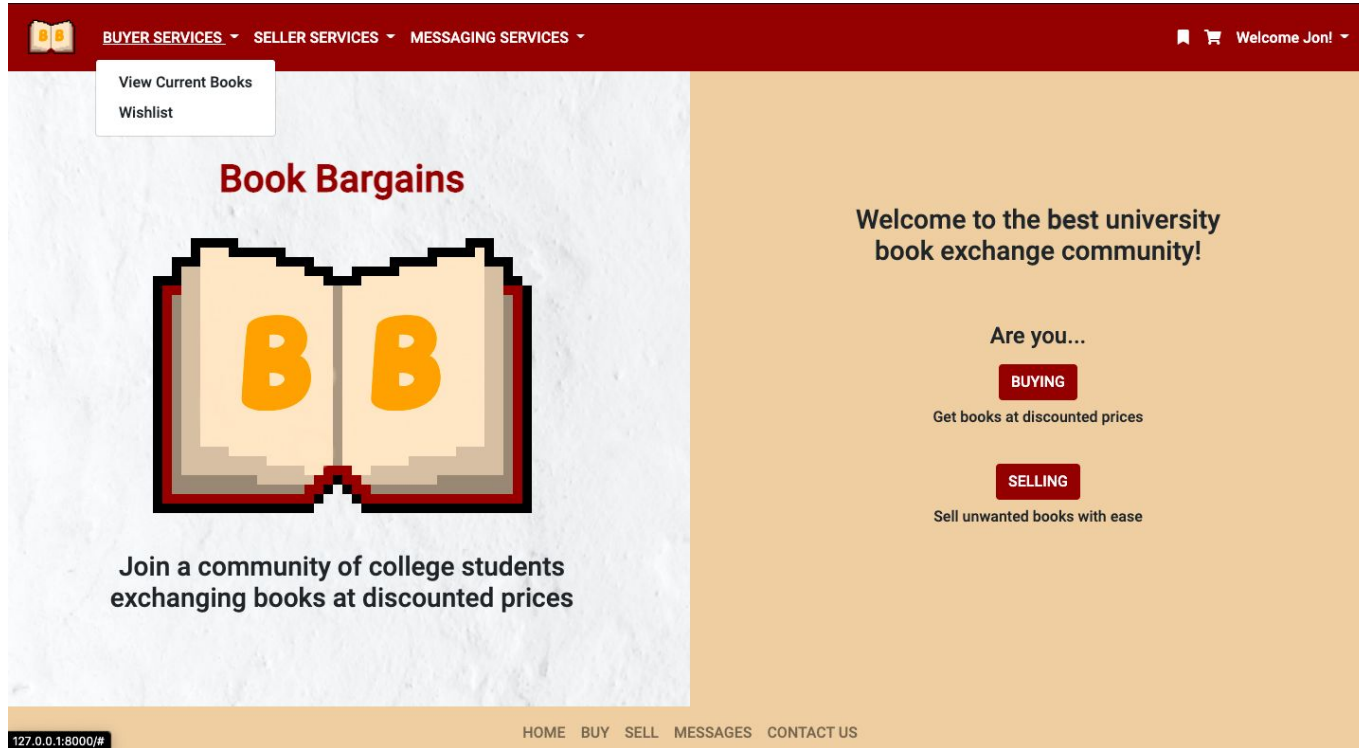 B B
BUYER SERVICES SELLER SERVICES MESSAGING SERVICES Welcome Jon!
View Current Books
Wishlist
Book Bargains
B B
Join a community of college students
exchanging books at discounted prices
Welcome to the best university
book exchange community!
Are you...
BUYING
Get books at discounted prices
SELLING
Sell unwanted books with ease
HOME BUY SELL MESSAGES CONTACT US
127.0.0.1:8000/#